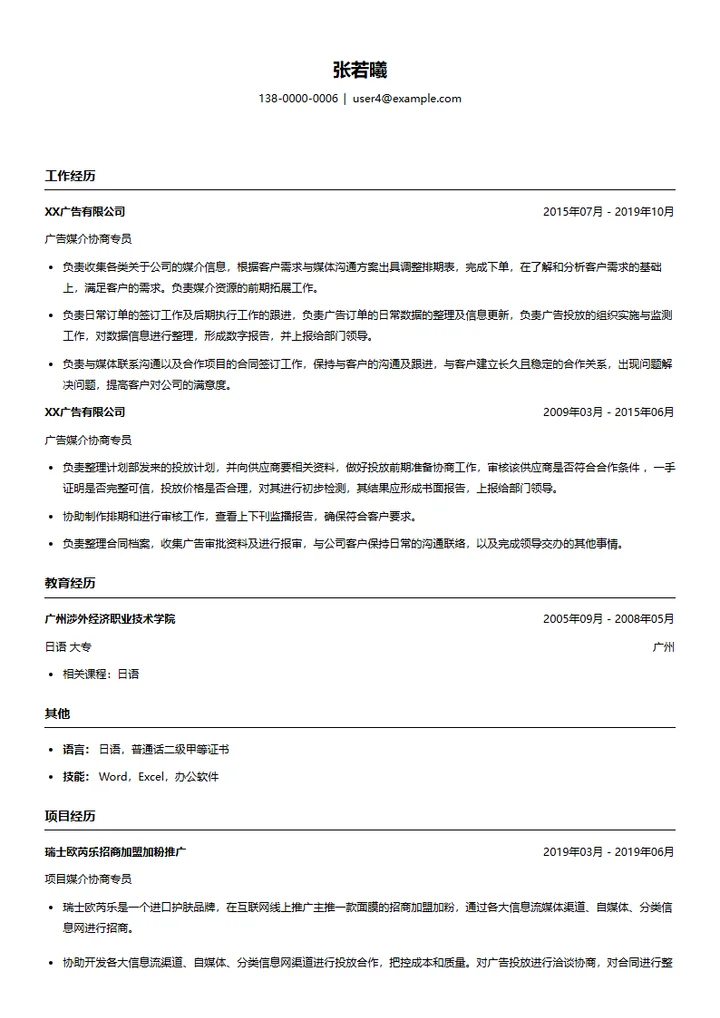 张若曦
138-0000-0006 | user4@example.com
工作经历
XX广告有限公司 2015年07月 - 2019年10月
广告媒介协商专员
• 负责收集各类关于公司的媒介信息，根据客户需求与媒体沟通方案出具调整排期表，完成下单，在了解和分析客户需求的基础
上，满足客户的需求。负责媒介资源的前期拓展工作。
• 负责日常订单的签订工作及后期执行工作的跟进，负责广告订单的日常数据的整理及信息更新，负责广告投放的组织实施与监测
工作，对数据信息进行整理，形成数字报告，并上报给部门领导。
• 负责与媒体联系沟通以及合作项目的合同签订工作，保持与客户的沟通及跟进，与客户建立长久且稳定的合作关系，出现问题解
决问题，提高客户对公司的满意度。
XX广告有限公司 2009年03月 - 2015年06月
广告媒介协商专员
• 负责整理计划部发来的投放计划，并向供应商要相关资料，做好投放前期准备协商工作，审核该供应商是否符合合作条件 ，一手
证明是否完整可信，投放价格是否合理，对其进行初步检测，其结果应形成书面报告，上报给部门领导。
• 协助制作排期和进行审核工作，查看上下刊监播报告，确保符合客户要求。
• 负责整理合同档案，收集广告审批资料及进行报审，与公司客户保持日常的沟通联络，以及完成领导交办的其他事情。
教育经历
广州涉外经济职业技术学院 2005年09月 - 2008年05月
日语 大专 广州
• 相关课程：日语
其他
• 语言： 日语，普通话二级甲等证书
• 技能： Word，Excel，办公软件
项目经历
瑞士欧芮乐招商加盟加粉推广 2019年03月 - 2019年06月
项目媒介协商专员
• 瑞士欧芮乐是一个进口护肤品牌，在互联网线上推广主推一款面膜的招商加盟加粉，通过各大信息流媒体渠道、自媒体、分类信
息网进行招商。
• 协助开发各大信息流渠道、自媒体、分类信息网渠道进行投放合作，把控成本和质量。对广告投放进行洽谈协商，对合同进行整